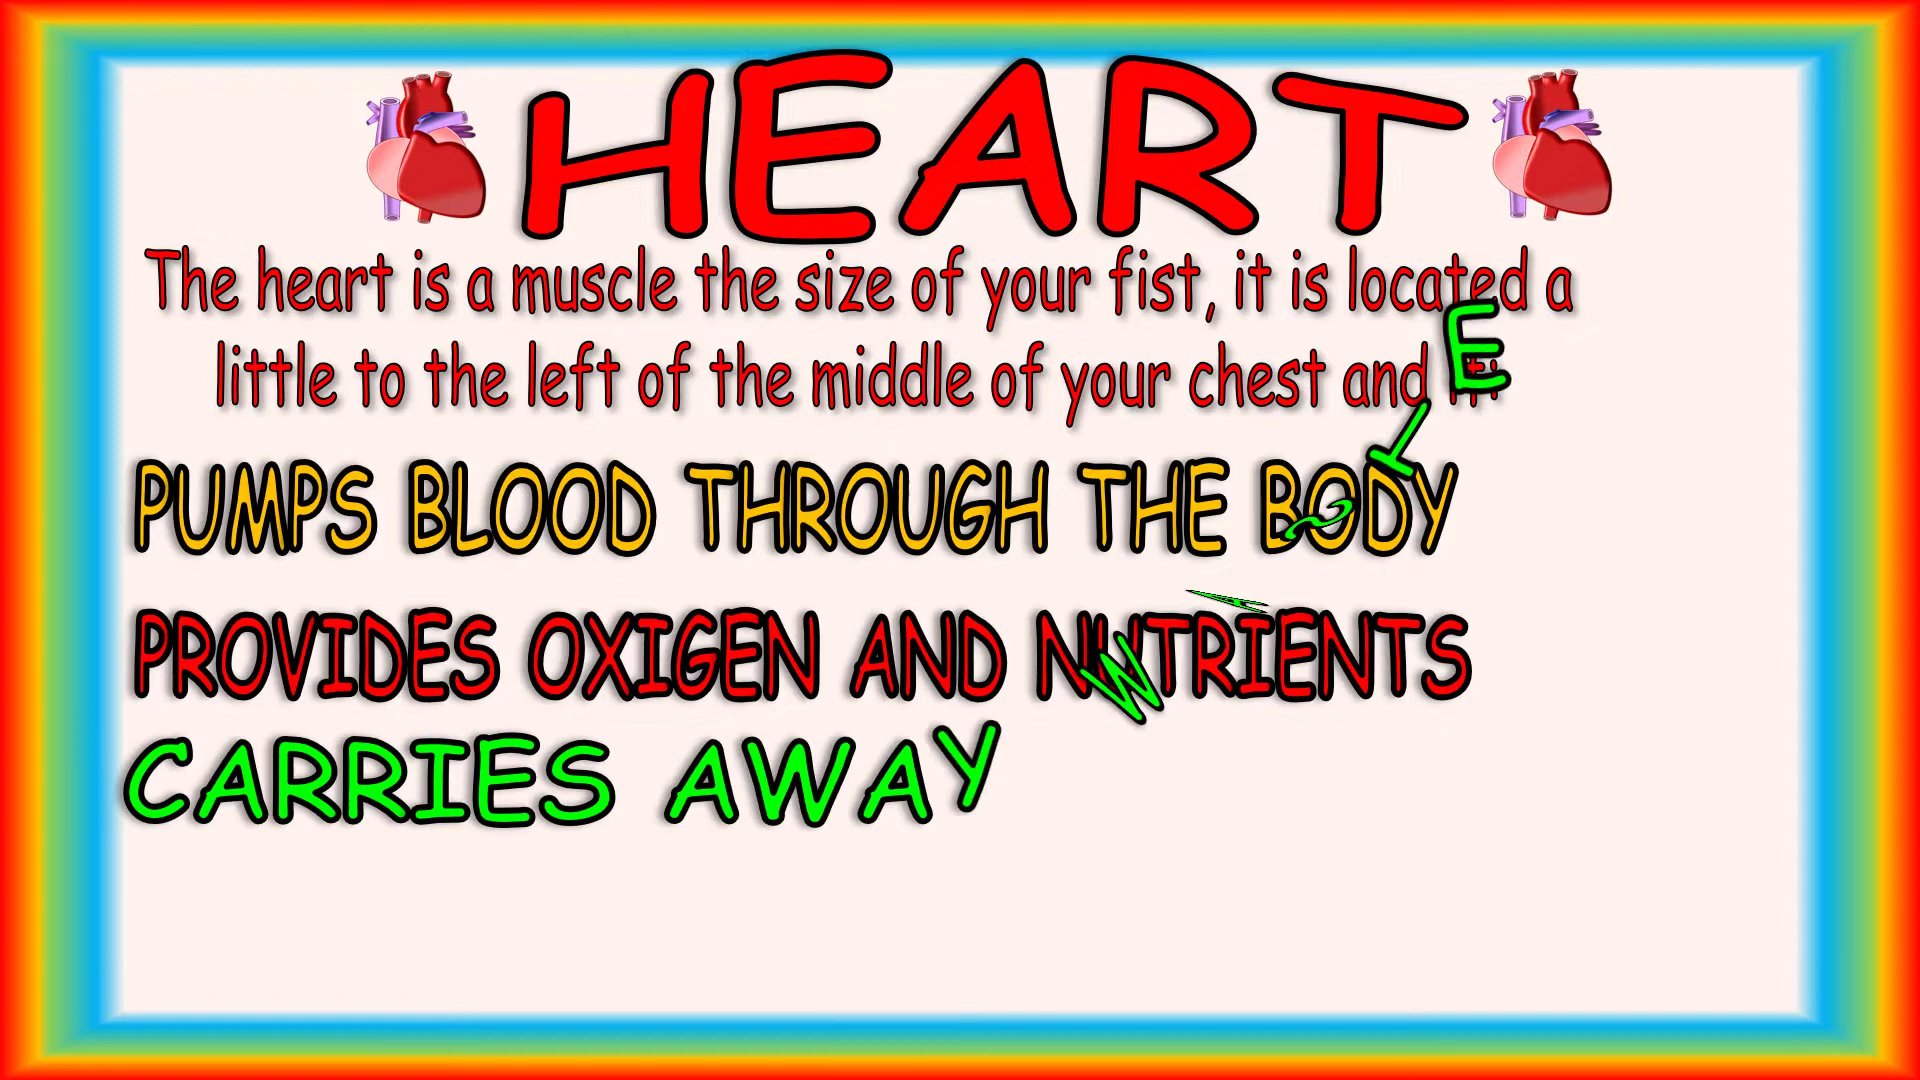 HEART
The heart is a muscle the size of your fist, it is located a
little to the left of the middle of your chest and it:
PUMPS BLOOD THROUGH THE BODY
PROVIDES OXIGEN AND NUTRIENTS
CARRIES AWAY